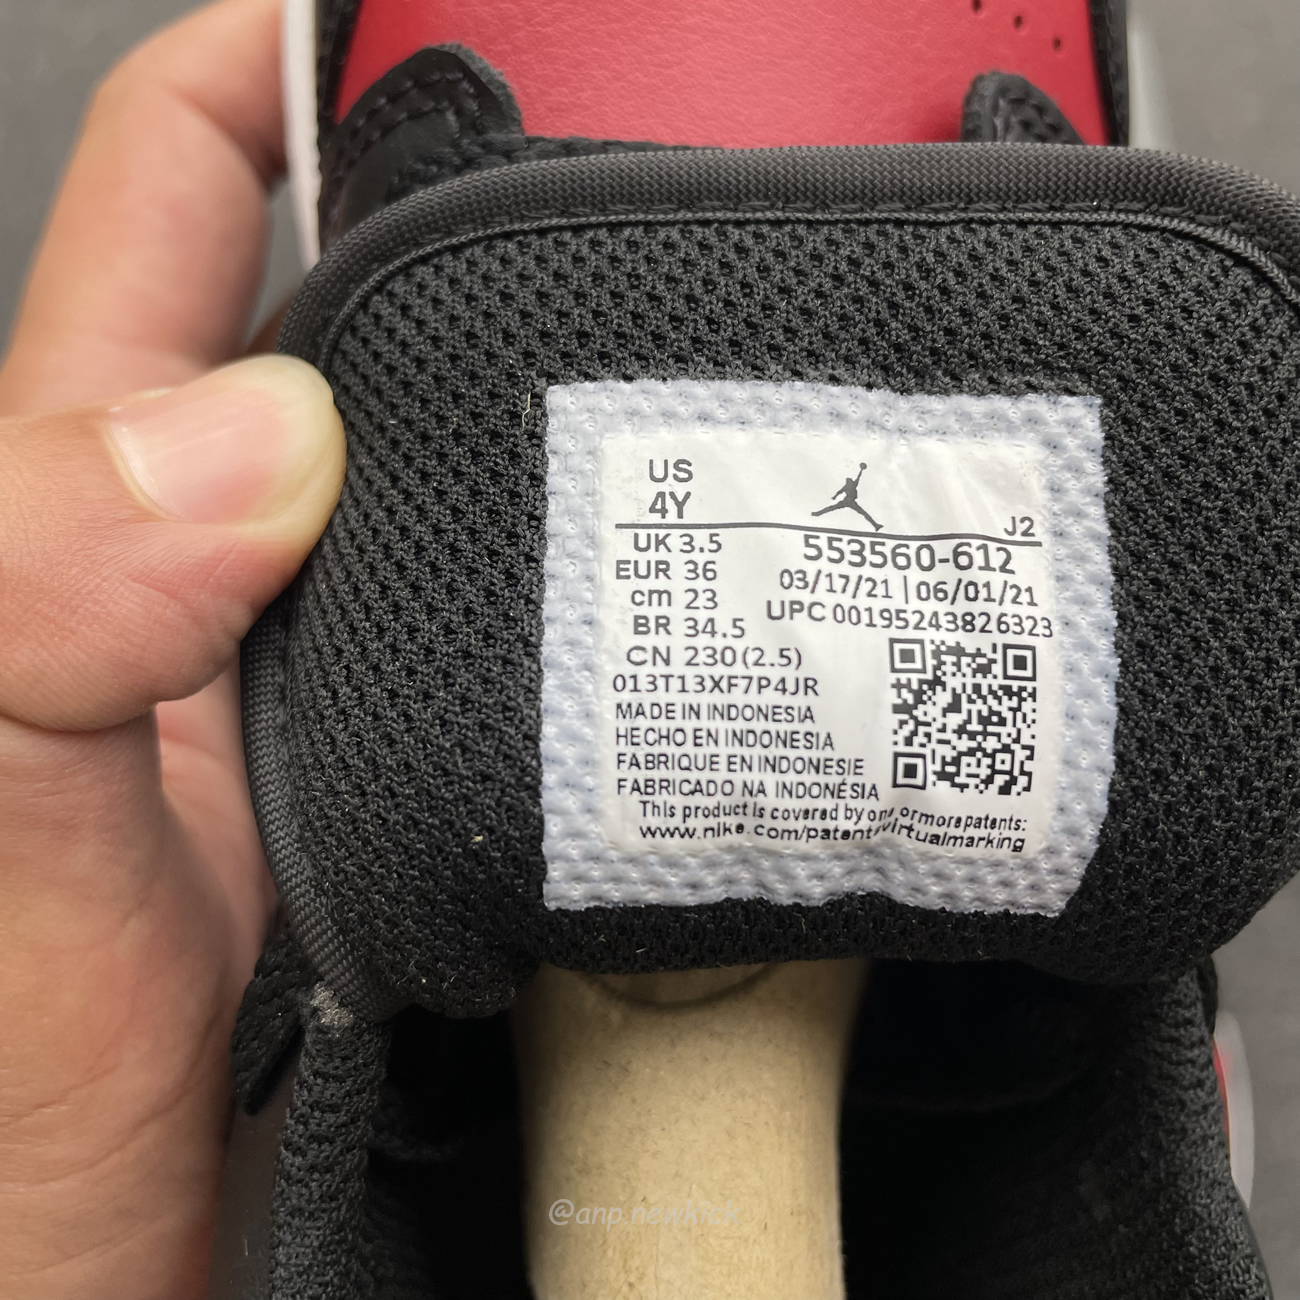 US
4Y
J2
UK 3.5
553560-612
EUR 36
03/17/21 | 06/01/21
cm 23
UPC 00195243826323
BR 34.5
CN 230(2.5)
013T13XF7P4JR
MADE IN INDONESIA
HECHO EN INDONESIA
FABRIQUE EN INDONESIE
FABRICADO NA INDONÉSIA
This product is covered by one or more patents:
www.nike.com/patents/virtualmarking
@anp.newkick